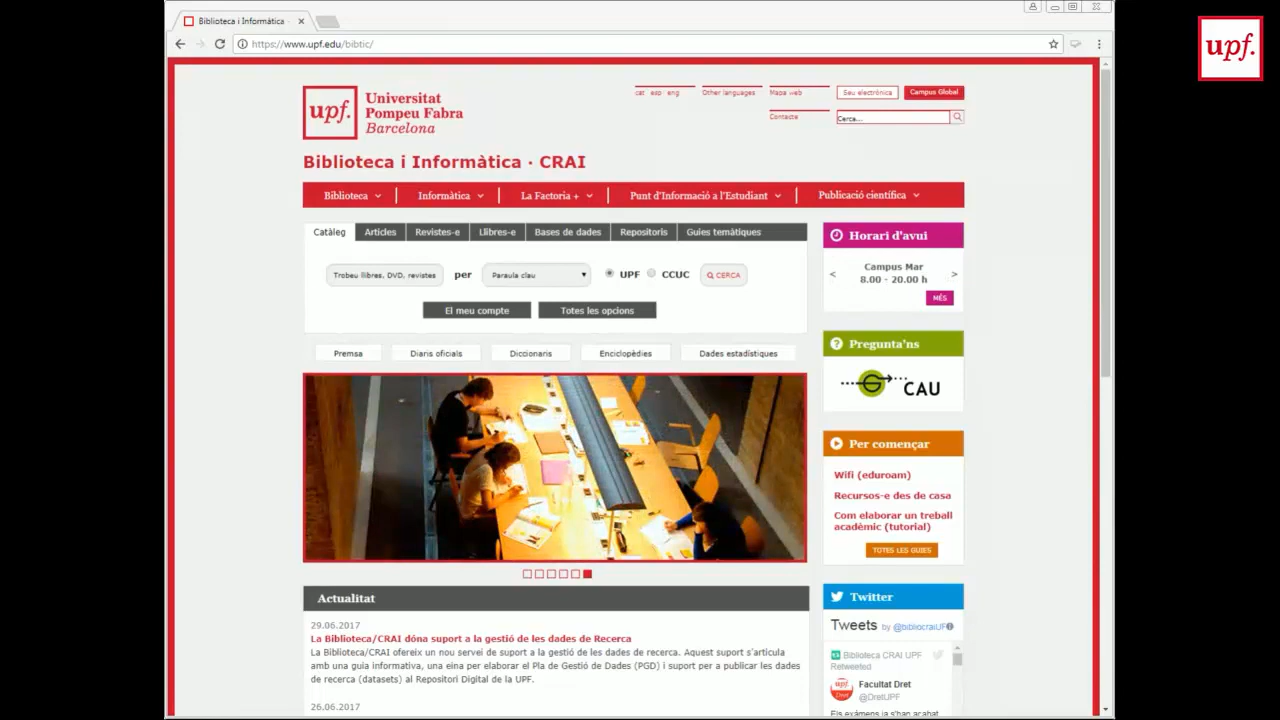 Biblioteca i Informàtica ·
https://www.upf.edu/bibtic/
upf.
upf.
Universitat
Pompeu Fabra
Barcelona
cat esp eng
Other languages
Mapa web
Seu electrònica
Campus Global
Contacte
Cerca...
Biblioteca i Informàtica · CRAI
Biblioteca
Informàtica
La Factoria +
Punt d'Informació a l'Estudiant
Publicació científica
Catàleg
Articles
Revistes-e
Llibres-e
Bases de dades
Repositoris
Guies temàtiques
Trobeu llibres, DVD, revistes
per
Paraula clau
UPF
CCUC
CERCA
El meu compte
Totes les opcions
Premsa
Diaris oficials
Diccionaris
Enciclopèdies
Dades estadístiques
Horari d'avui
< Campus Mar >
8.00 - 20.00 h
MÉS
Pregunta'ns
CAU
Per començar
Wifi (eduroam)
Recursos-e des de casa
Com elaborar un treball
acadèmic (tutorial)
TOTES LES GUIES
Actualitat
29.06.2017
La Biblioteca/CRAI dóna suport a la gestió de les dades de Recerca
La Biblioteca/CRAI ofereix un nou servei de suport a la gestió de les dades de recerca. Aquest suport s'articula
amb una guia informativa, una eina per elaborar el Pla de Gestió de Dades (PGD) i suport per a publicar les dades
de recerca (datasets) al Repositori Digital de la UPF.
26.06.2017
Twitter
Tweets by @bibliocraiUF
Biblioteca CRAI UPF
Retweeted
upf.
Dret
Facultat Dret
@DretUPF
Els exàmens ja s'han acabat